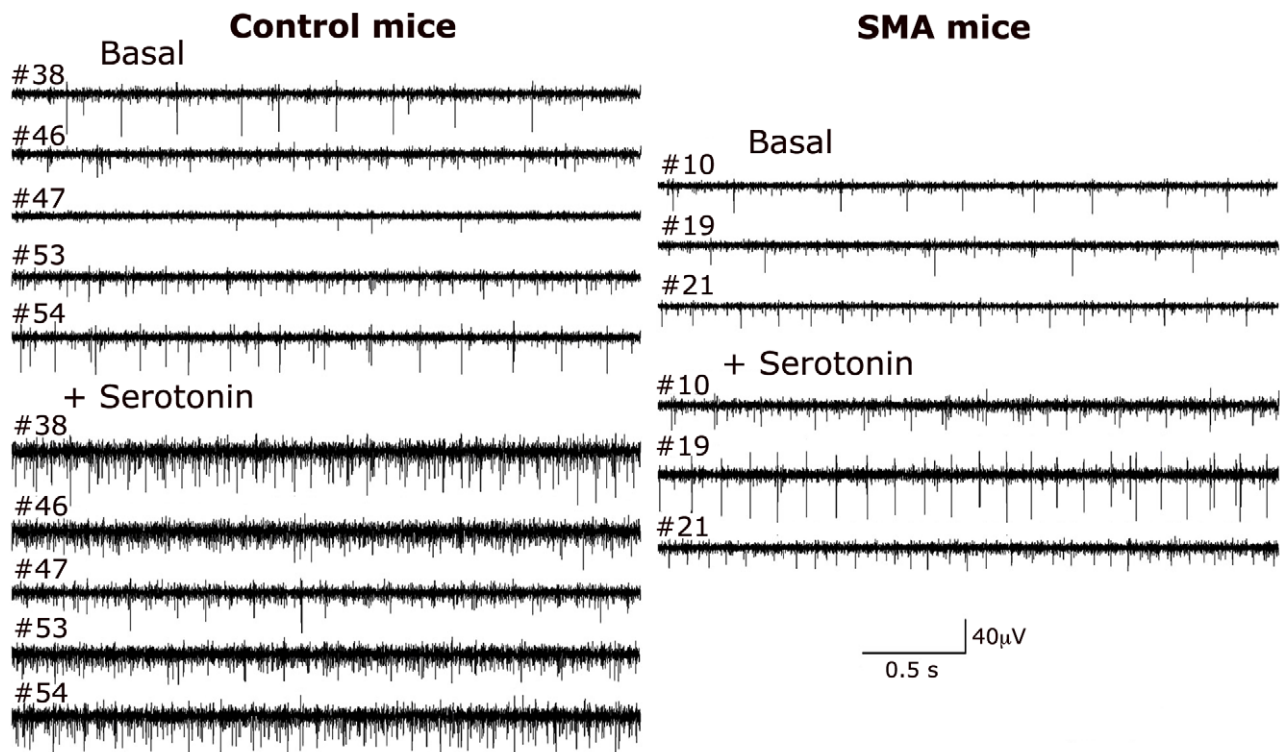 Control mice
Basal
#38
#46
#47
#53
#54
+ Serotonin
#38
#46
#47
#53
#54
SMA mice
Basal
#10
#19
#21
+ Serotonin
#10
#19
#21
40μV
0.5 s